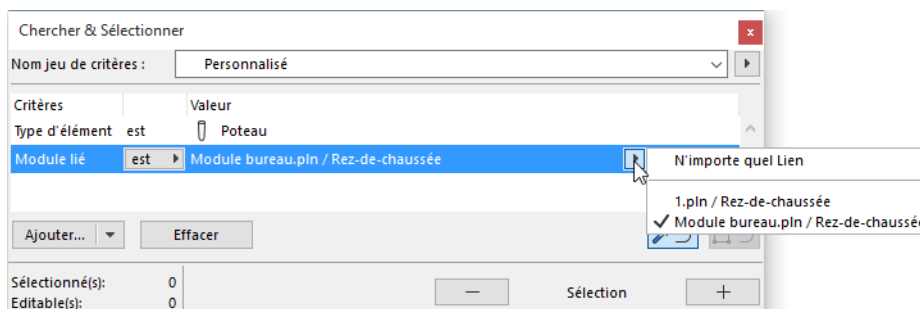 Chercher & Sélectionner
x
Nom jeu de critères :
Personnalisé
Critères
Valeur
Type d'élément est Poteau
Module lié est Module bureau.pln / Rez-de-chaussée
N'importe quel Lien
1.pln / Rez-de-chaussée
Module bureau.pln / Rez-de-chaussée
Ajouter... Effacer
Sélectionné(s): 0
Editable(s): 0
Sélection